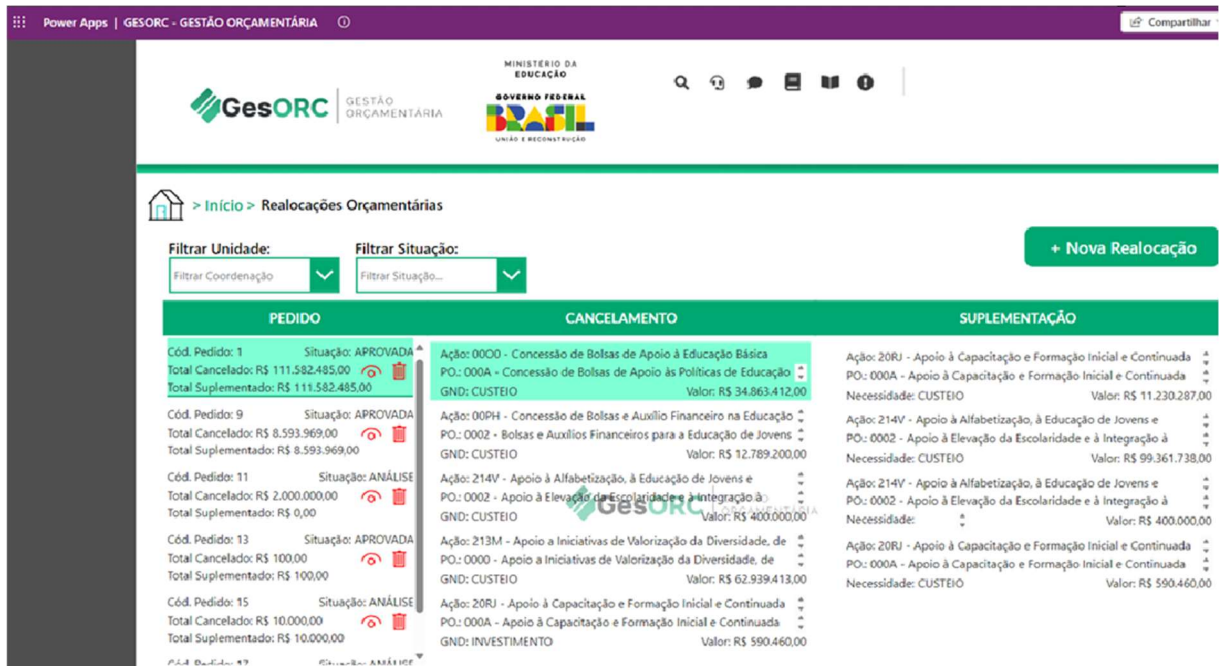 Power Apps | GESORC - GESTÃO ORÇAMENTÁRIA
Compartilhar
GesORC GESTÃO ORÇAMENTÁRIA
MINISTÉRIO DA
EDUCAÇÃO
GOVERNO FEDERAL
BRASIL
UNIÃO E RECONSTRUÇÃO
> Início > Realocações Orçamentárias
Filtrar Unidade:
Filtrar Coordenação
Filtrar Situação:
Filtrar Situação...
+ Nova Realocação
PEDIDO
Cód. Pedido: 1 Situação: APROVADA
Total Cancelado: R$ 111.582.485,00
Total Suplementado: R$ 111.582.485,00
Cód. Pedido: 9 Situação: APROVADA
Total Cancelado: R$ 8.593.969,00
Total Suplementado: R$ 8.593.969,00
Cód. Pedido: 11 Situação: ANÁLISE
Total Cancelado: R$ 2.000.000,00
Total Suplementado: R$ 0,00
Cód. Pedido: 13 Situação: APROVADA
Total Cancelado: R$ 100,00
Total Suplementado: R$ 100,00
Cód. Pedido: 15 Situação: ANÁLISE
Total Cancelado: R$ 10.000,00
Total Suplementado: R$ 10.000,00
Cód. Pedido: 17 Situação: ANÁLISE
CANCELAMENTO
Ação: 00O0 - Concessão de Bolsas de Apoio à Educação Básica
PO.: 000A - Concessão de Bolsas de Apoio às Políticas de Educação
GND: CUSTEIO Valor: R$ 34.863.412,00
Ação: 00PH - Concessão de Bolsas e Auxílio Financeiro na Educação
PO.: 0002 - Bolsas e Auxílios Financeiros para a Educação de Jovens
GND: CUSTEIO Valor: R$ 12.789.200,00
Ação: 214V - Apoio à Alfabetização, à Educação de Jovens e
PO.: 0002 - Apoio à Elevação da Escolaridade e à Integração à
GND: CUSTEIO Valor: R$ 400.000,00
GesORC
ORÇAMENTÁRIA
Ação: 213M - Apoio a Iniciativas de Valorização da Diversidade, de
PO.: 0000 - Apoio a Iniciativas de Valorização da Diversidade, de
GND: CUSTEIO Valor: R$ 62.939.413,00
Ação: 20RJ - Apoio à Capacitação e Formação Inicial e Continuada
PO.: 000A - Apoio à Capacitação e Formação Inicial e Continuada
GND: INVESTIMENTO Valor: R$ 590.460,00
SUPLEMENTAÇÃO
Ação: 20RJ - Apoio à Capacitação e Formação Inicial e Continuada
PO.: 000A - Apoio à Capacitação e Formação Inicial e Continuada
Necessidade: CUSTEIO Valor: R$ 11.230.287,00
Ação: 214V - Apoio à Alfabetização, à Educação de Jovens e
PO.: 0002 - Apoio à Elevação da Escolaridade e à Integração à
Necessidade: CUSTEIO Valor: R$ 99.361.738,00
Ação: 214V - Apoio à Alfabetização, à Educação de Jovens e
PO.: 0002 - Apoio à Elevação da Escolaridade e à Integração à
Necessidade: Valor: R$ 400.000,00
Ação: 20RJ - Apoio à Capacitação e Formação Inicial e Continuada
PO.: 000A - Apoio à Capacitação e Formação Inicial e Continuada
Necessidade: CUSTEIO Valor: R$ 590.460,00